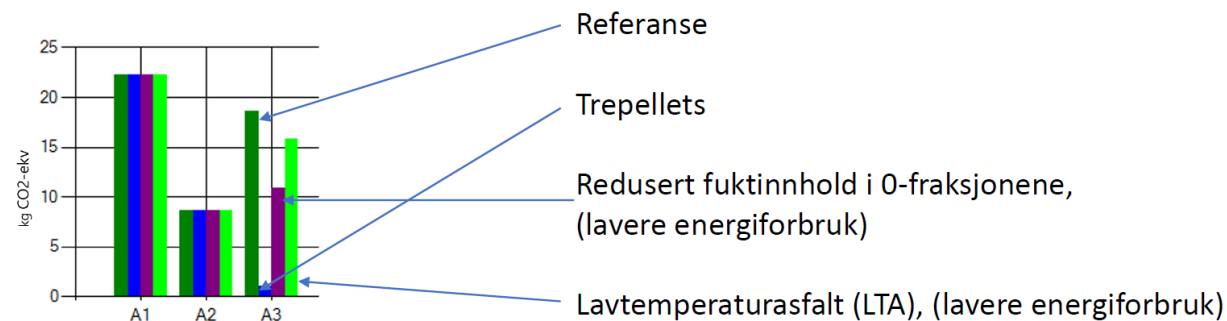 Referanse
25
20
Trepellets
15
kg CO2-ekv
10
Redusert fuktinnhold i 0-fraksjonene,
(lavere energiforbruk)
5
0
Lavtemperaturasfalt (LTA), (lavere energiforbruk)
A1 A2 A3